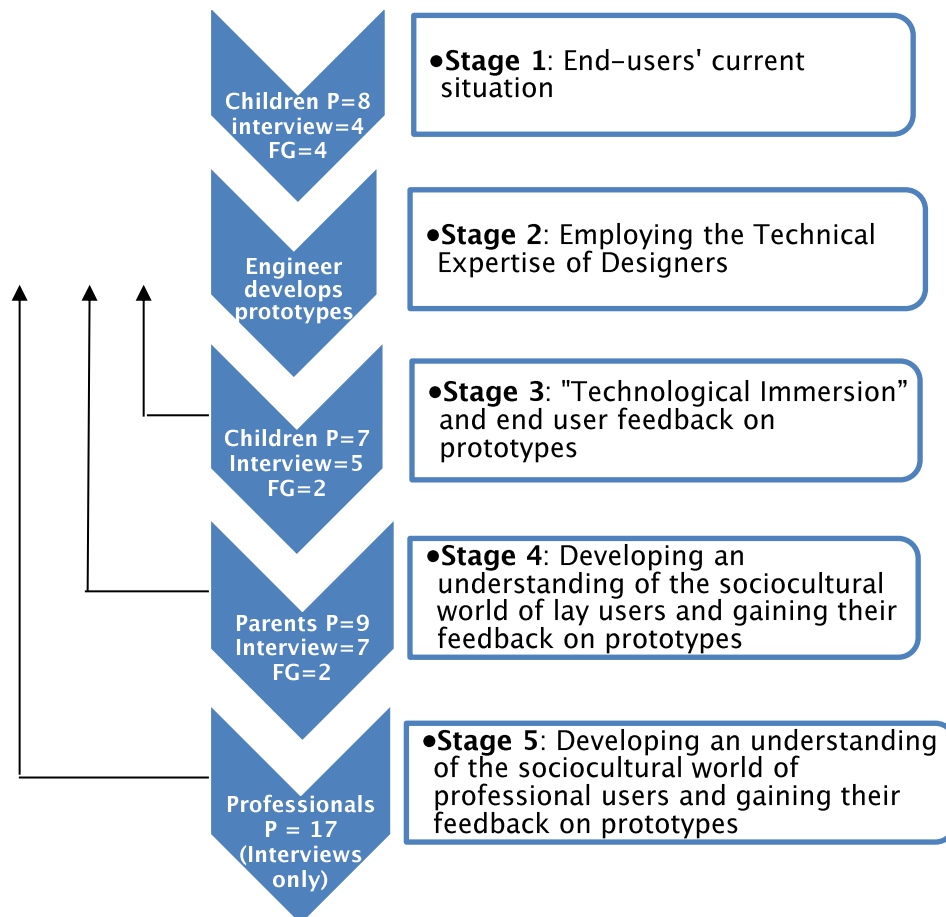 Children P=8
interview=4
FG=4
•Stage 1: End-users' current
situation
Engineer
develops
prototypes
•Stage 2: Employing the Technical
Expertise of Designers
Children P=7
Interview=5
FG=2
•Stage 3: "Technological Immersion”
and end user feedback on
prototypes
Parents P=9
Interview=7
FG=2
•Stage 4: Developing an
understanding of the sociocultural
world of lay users and gaining their
feedback on prototypes
Professionals
P = 17
(Interviews
only)
•Stage 5: Developing an understanding
of the sociocultural world of
professional users and gaining their
feedback on prototypes